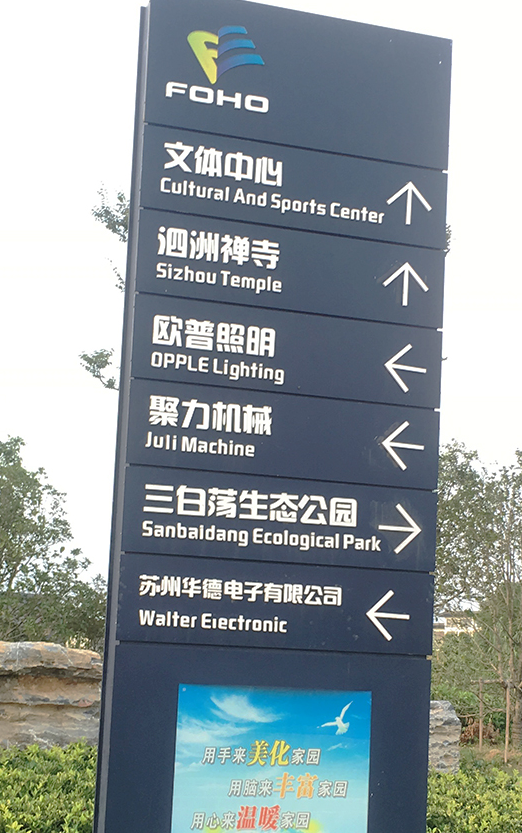 FOHO
文体中心
Cultural And Sports Center
泗洲禅寺
Sizhou Temple
欧普照明
OPPLE Lighting
聚力机械
Juli Machine
三白荡生态公园
Sanbaidang Ecological Park
苏州华德电子有限公司
Walter Electronic
用手来美化家园
用脑来丰富家园
用心来温暖家园